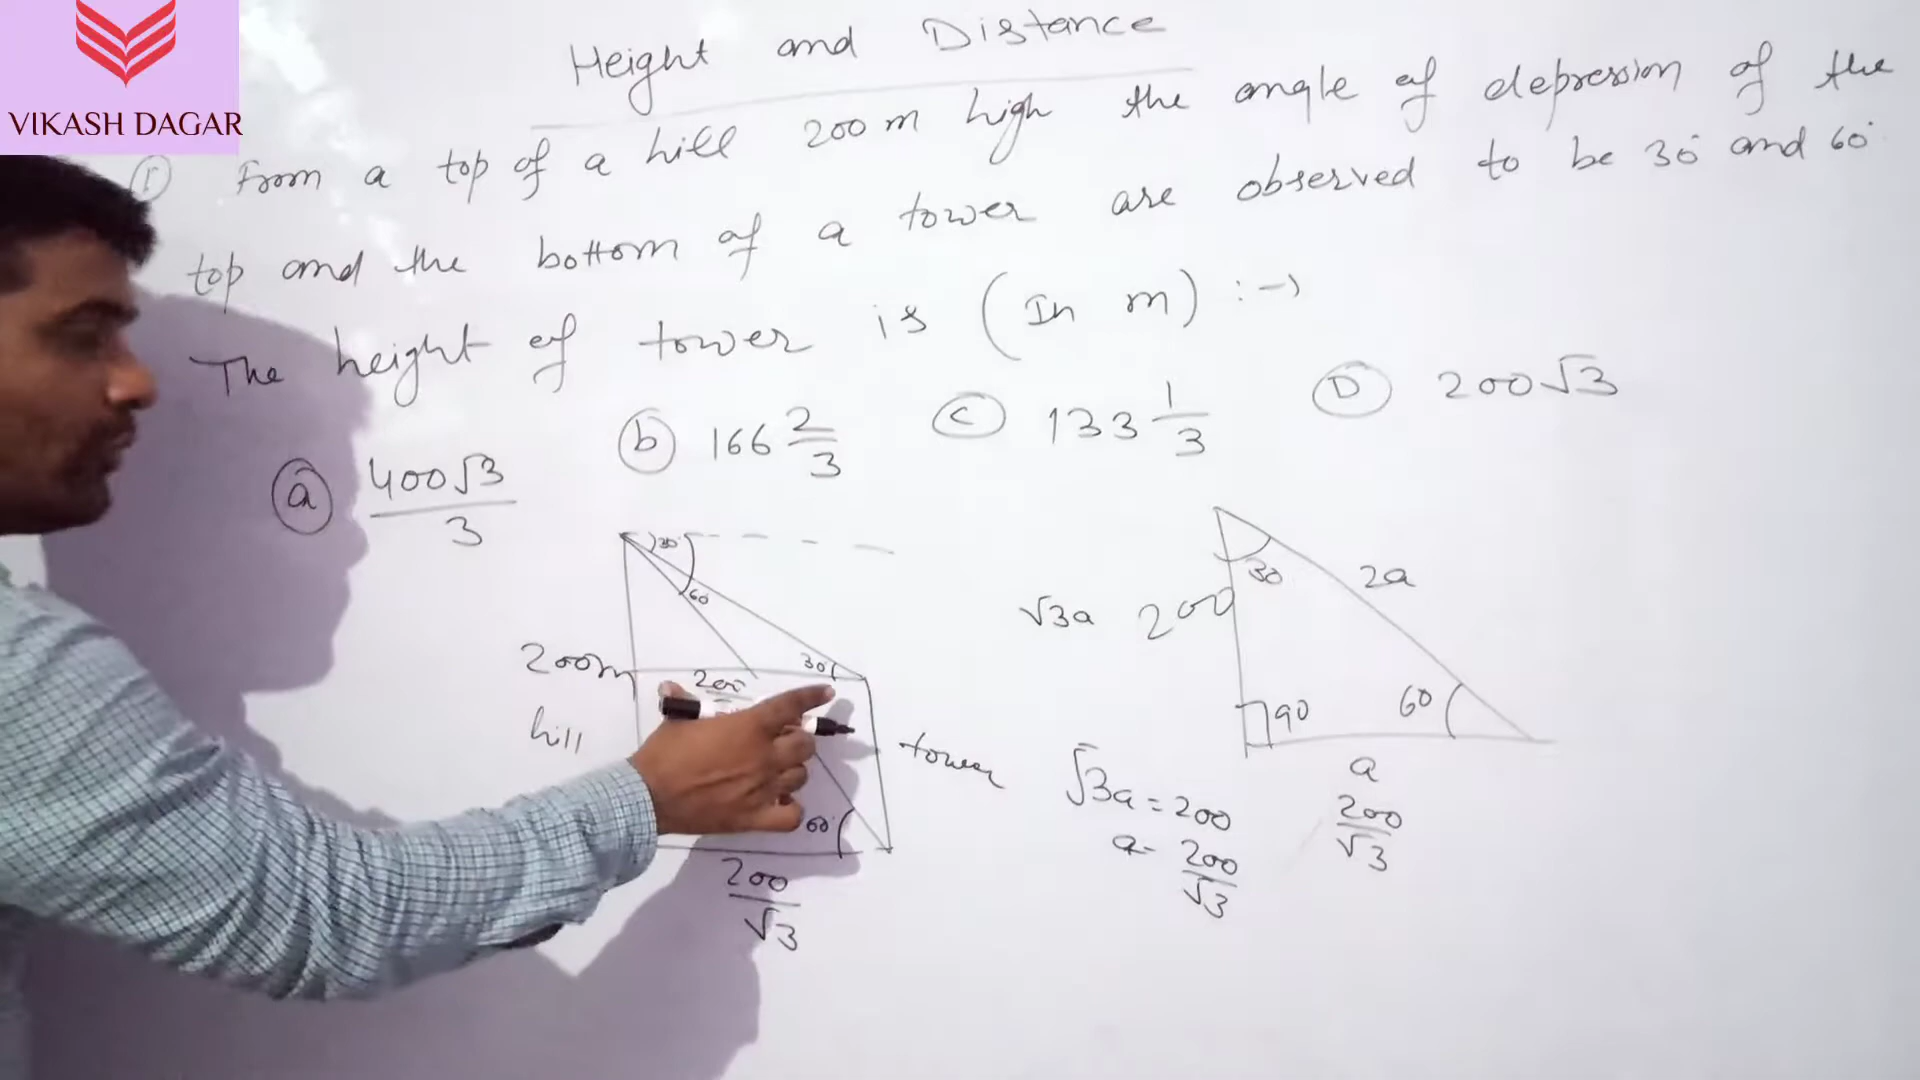 VIKASH DAGAR
Height and Distance
① From a top of a hill 200 m high the angle of depression of the
top and the bottom of a tower are observed to be 30° and 60°.
The height of tower is (In m) :→
ⓐ 400√3/3 ⓑ 166 2/3 ⓒ 133 1/3 Ⓓ 200√3
30°
60
200m
hill
200
30
tower
60°
200/√3
30
2a
√3a 200
90
60
a
200/√3
√3a = 200
a = 200/√3